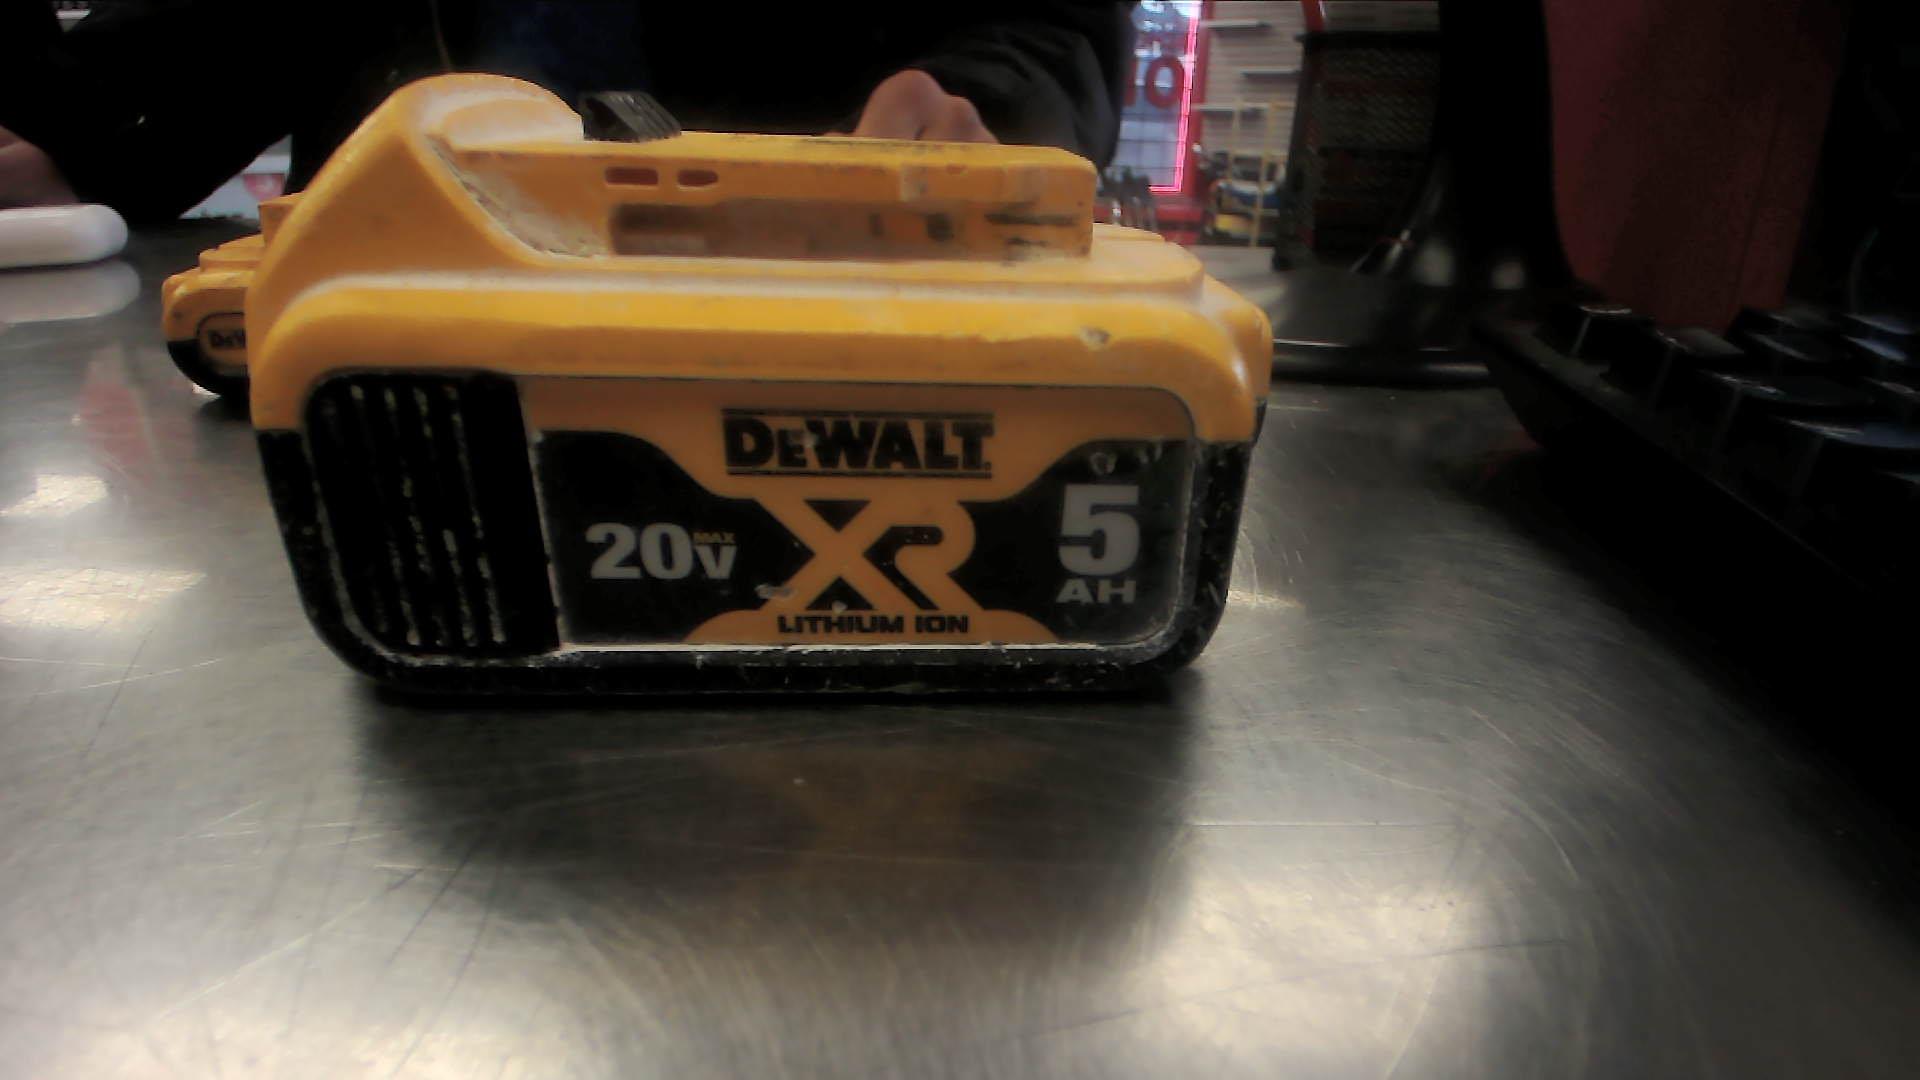 DEWALT
20V MAX
XR
5
AH
LITHIUM ION